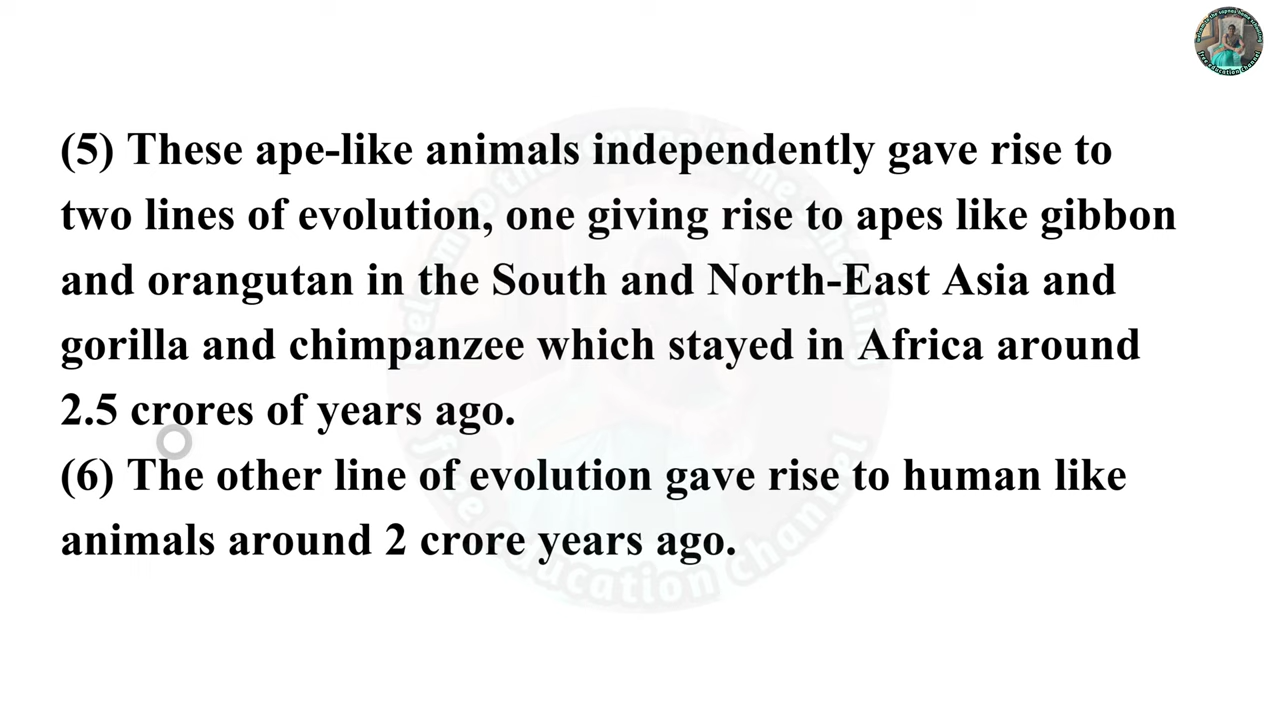 (5) These ape-like animals independently gave rise to
two lines of evolution, one giving rise to apes like gibbon
and orangutan in the South and North-East Asia and
gorilla and chimpanzee which stayed in Africa around
2.5 crores of years ago.
(6) The other line of evolution gave rise to human like
animals around 2 crore years ago.
free education channel